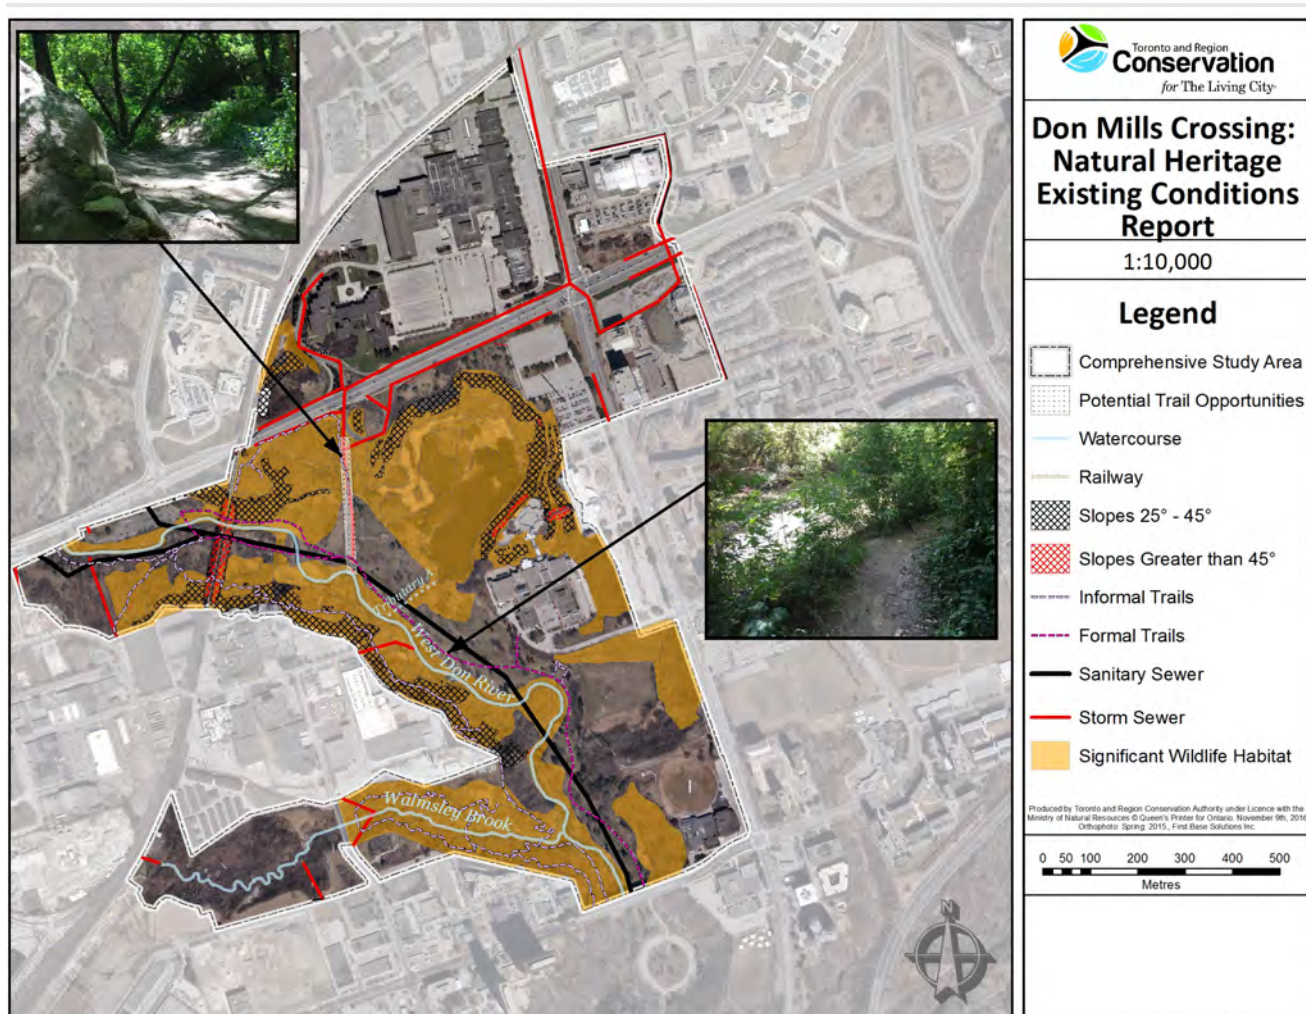 Toronto and Region
Conservation
for The Living City
Don Mills Crossing:
Natural Heritage
Existing Conditions
Report
1:10,000
Legend
Comprehensive Study Area
Potential Trail Opportunities
Watercourse
Railway
Slopes 25° - 45°
Slopes Greater than 45°
Informal Trails
Formal Trails
Sanitary Sewer
Storm Sewer
Significant Wildlife Habitat
Produced by Toronto and Region Conservation Authority under Licence with the
Ministry of Natural Resources © Queen's Printer for Ontario. November 9th, 2016
Orthophoto: Spring 2015, First Base Solutions Inc.
0 50 100 200 300 400 500
Metres
Tributary
West Don River
Walmsley Brook
N